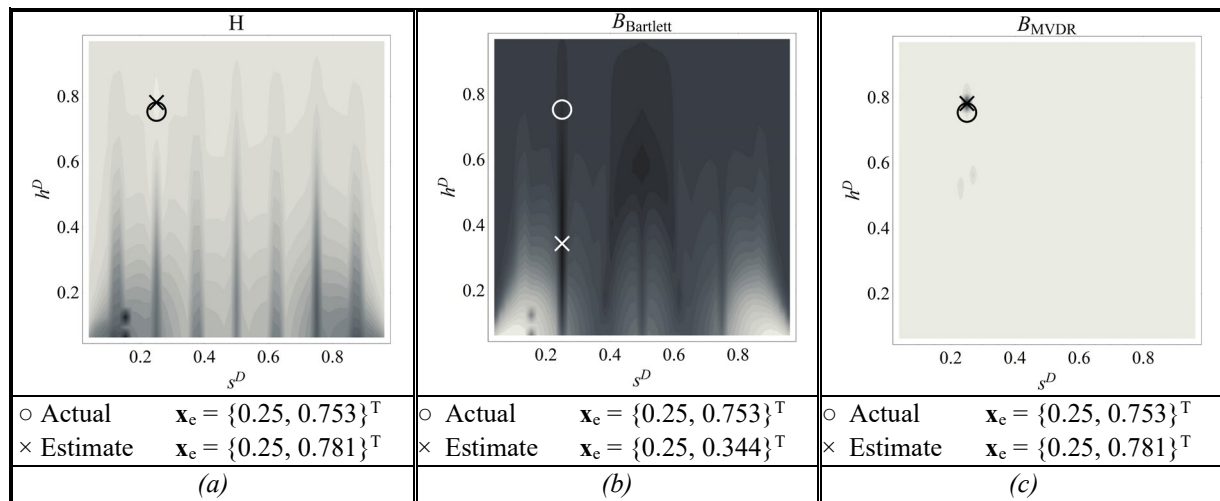 H
0.8
0.6
0.4
0.2
h^D
0.2 0.4 0.6 0.8
s^D
○ Actual x_e = {0.25, 0.753}^T
× Estimate x_e = {0.25, 0.781}^T
(a)
B_Bartlett
0.8
0.6
0.4
0.2
h^D
0.2 0.4 0.6 0.8
s^D
○ Actual x_e = {0.25, 0.753}^T
× Estimate x_e = {0.25, 0.344}^T
(b)
B_MVDR
0.8
0.6
0.4
0.2
h^D
0.2 0.4 0.6 0.8
s^D
○ Actual x_e = {0.25, 0.753}^T
× Estimate x_e = {0.25, 0.781}^T
(c)